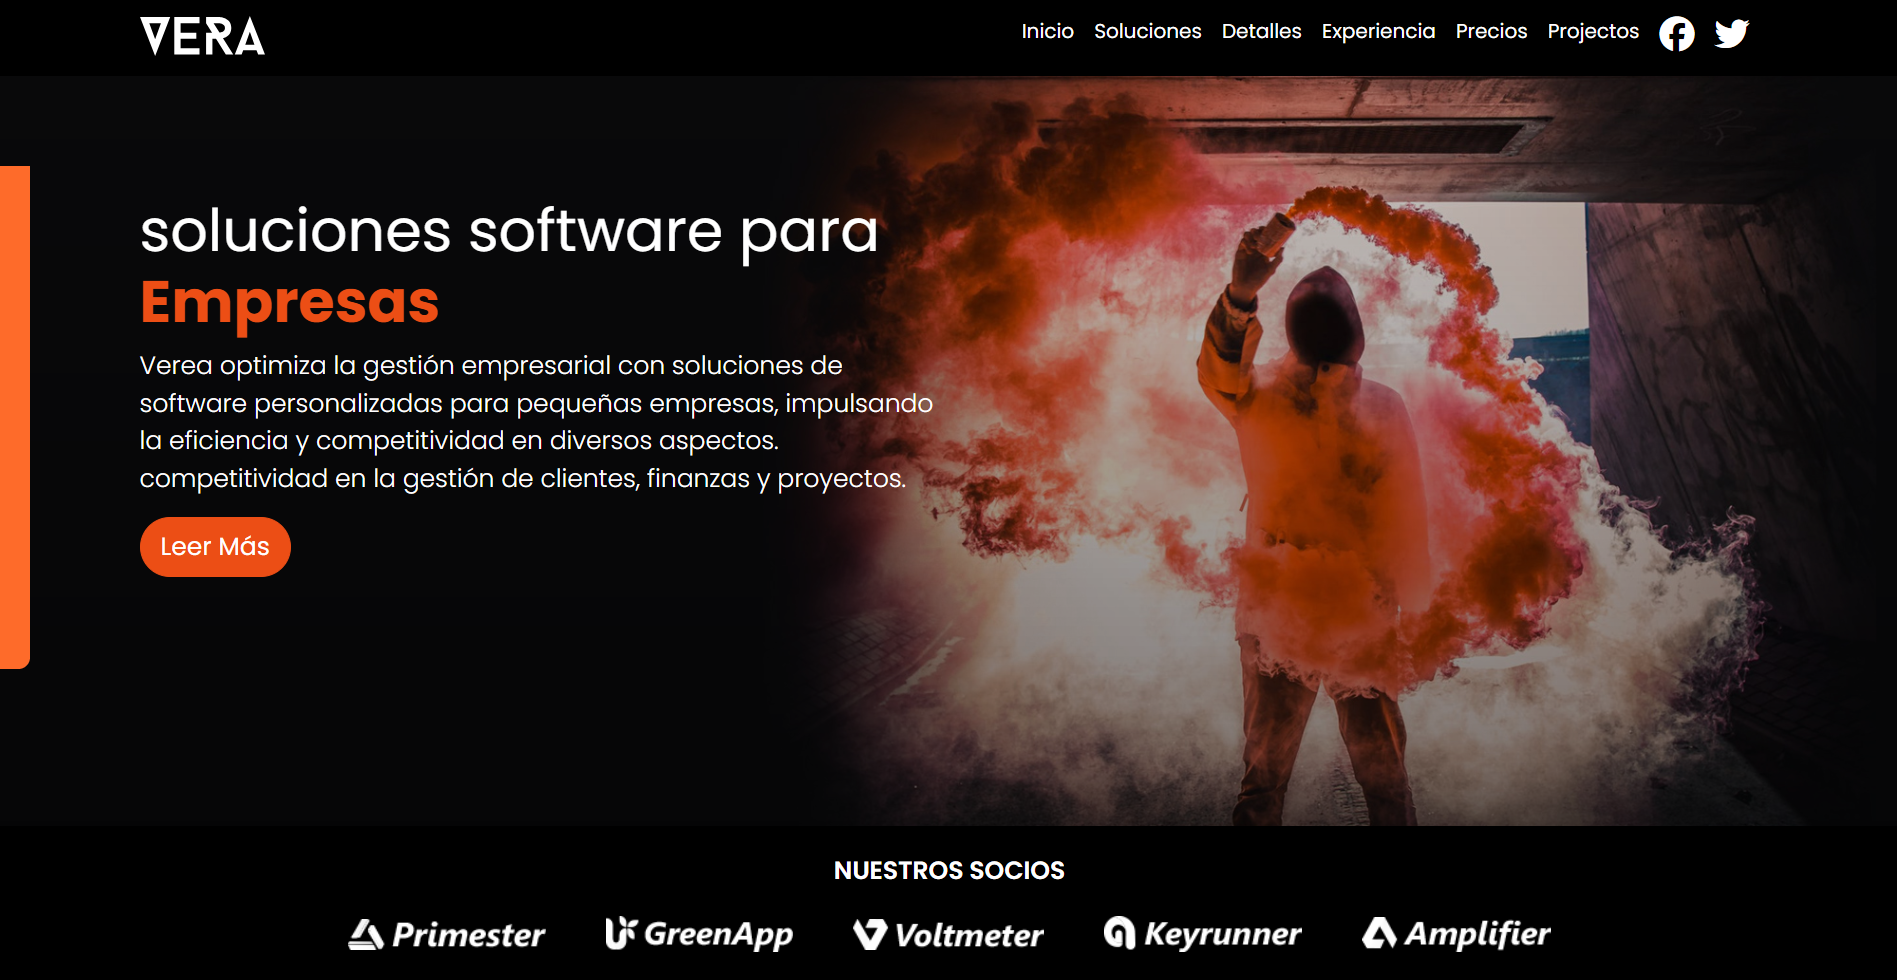 VERA
Inicio Soluciones Detalles Experiencia Precios Projectos
soluciones software para
Empresas
Verea optimiza la gestión empresarial con soluciones de
software personalizadas para pequeñas empresas, impulsando
la eficiencia y competitividad en diversos aspectos.
competitividad en la gestión de clientes, finanzas y proyectos.
Leer Más
NUESTROS SOCIOS
Primester GreenApp Voltmeter Keyrunner Amplifier